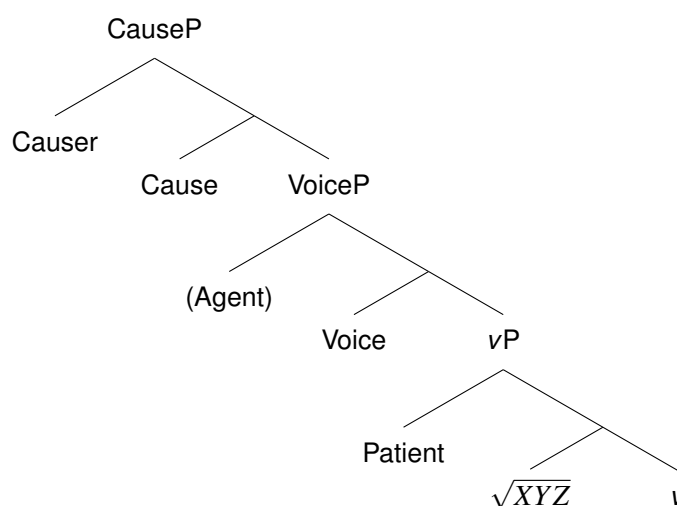 CauseP
Causer
Cause VoiceP
(Agent)
Voice vP
Patient
√XYZ